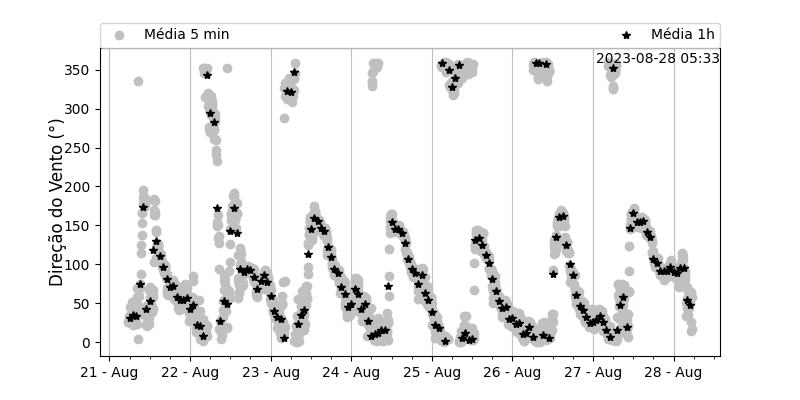 Média 5 min
Média 1h
2023-08-28 05:33
Direção do Vento (°)
350
300
250
200
150
100
50
0
21 - Aug
22 - Aug
23 - Aug
24 - Aug
25 - Aug
26 - Aug
27 - Aug
28 - Aug